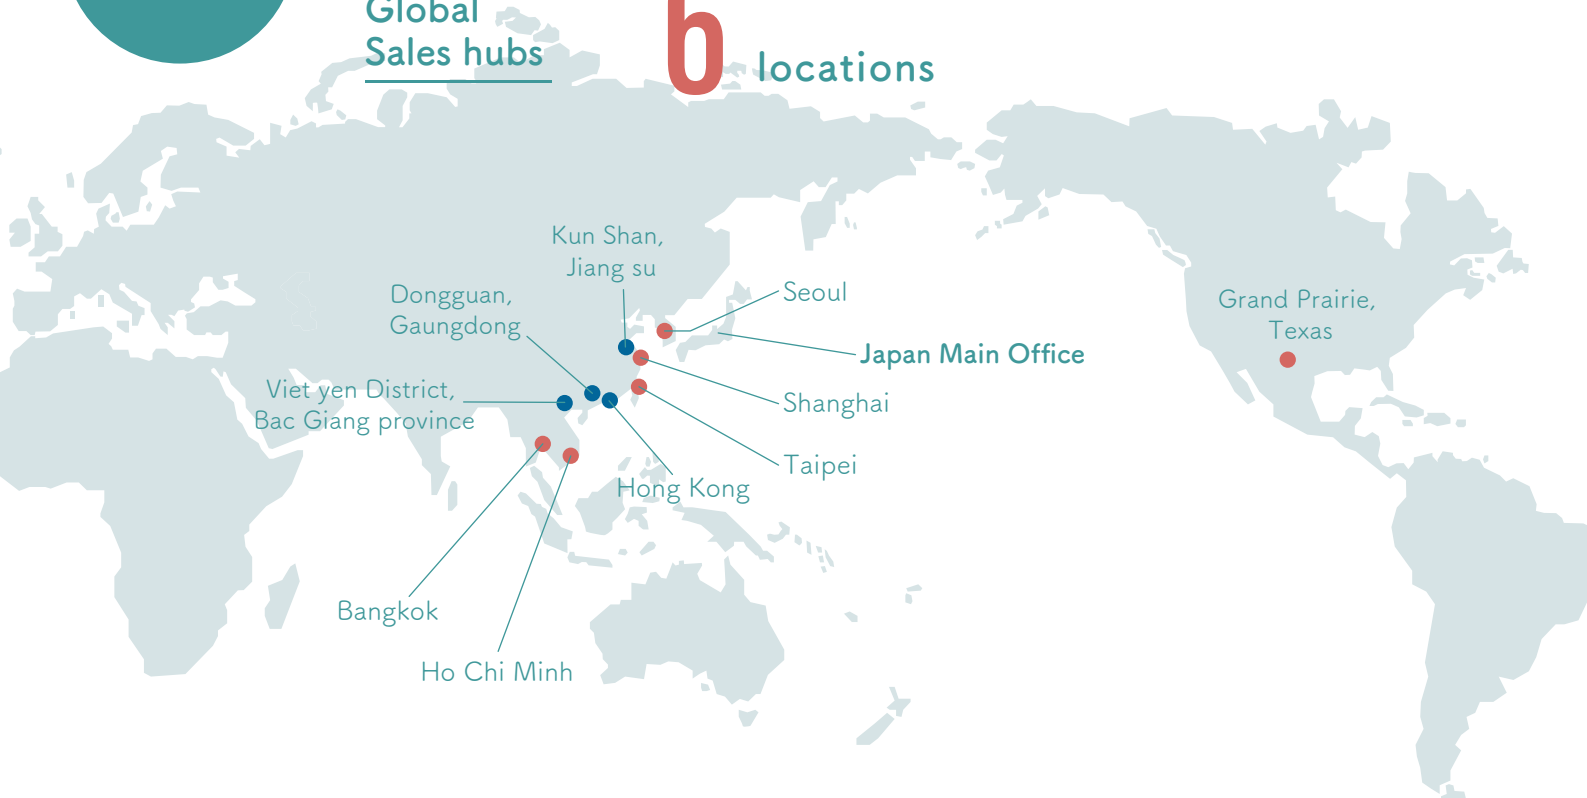 Global
Sales hubs
6 locations
Kun Shan,
Jiang su
Dongguan,
Gaungdong
Seoul
Grand Prairie,
Texas
Japan Main Office
Viet yen District,
Bac Giang province
Shanghai
Taipei
Hong Kong
Bangkok
Ho Chi Minh